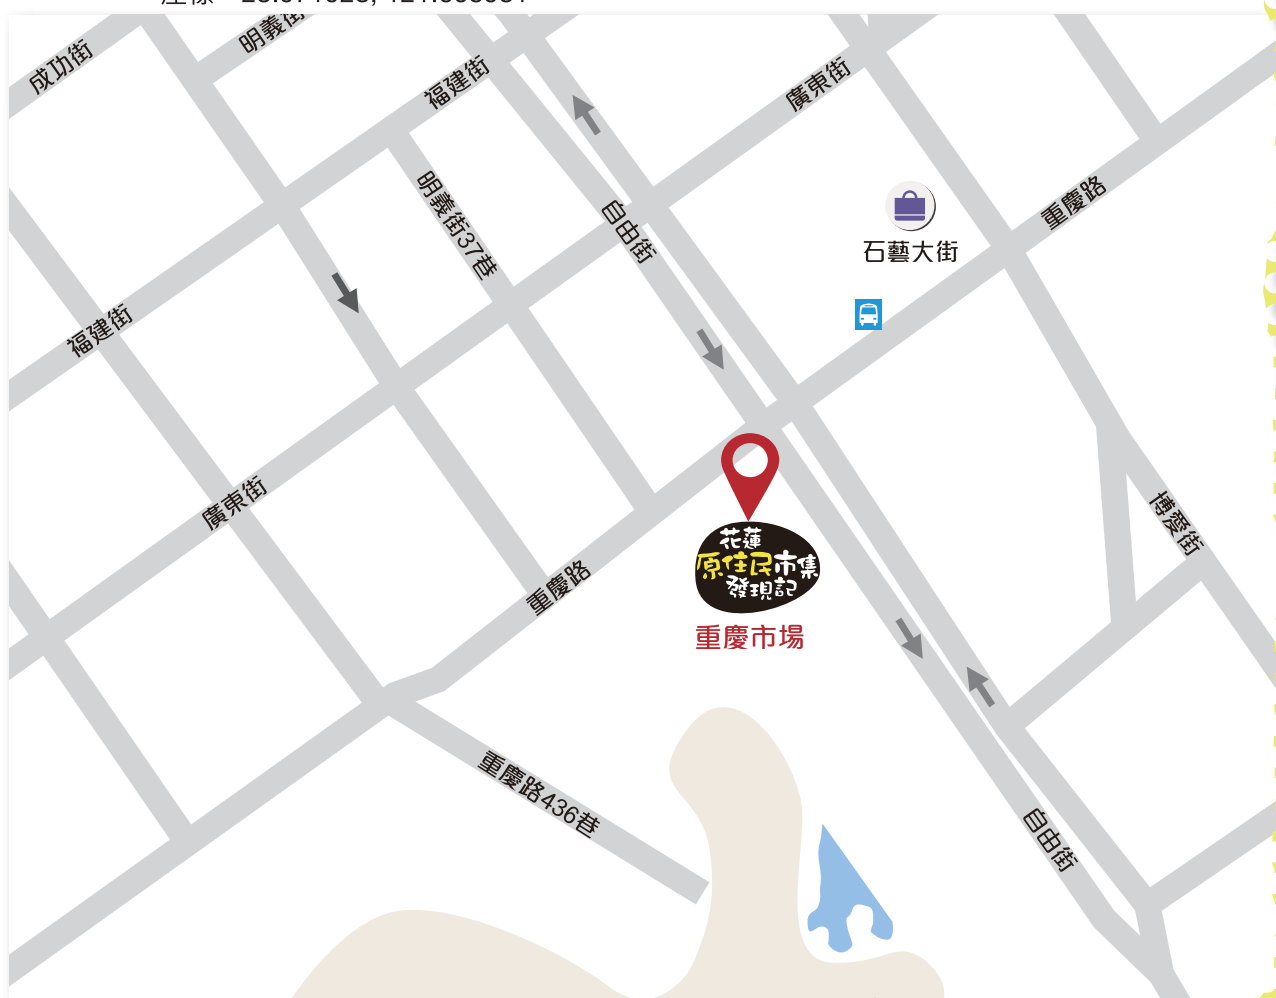 成功街
明義街
福建街
廣東街
明義街37巷
自由街
重慶路
石藝大街
福建街
廣東街
博愛街
花蓮
原住民市集
發現記
重慶路
重慶市場
重慶路436巷
自由街